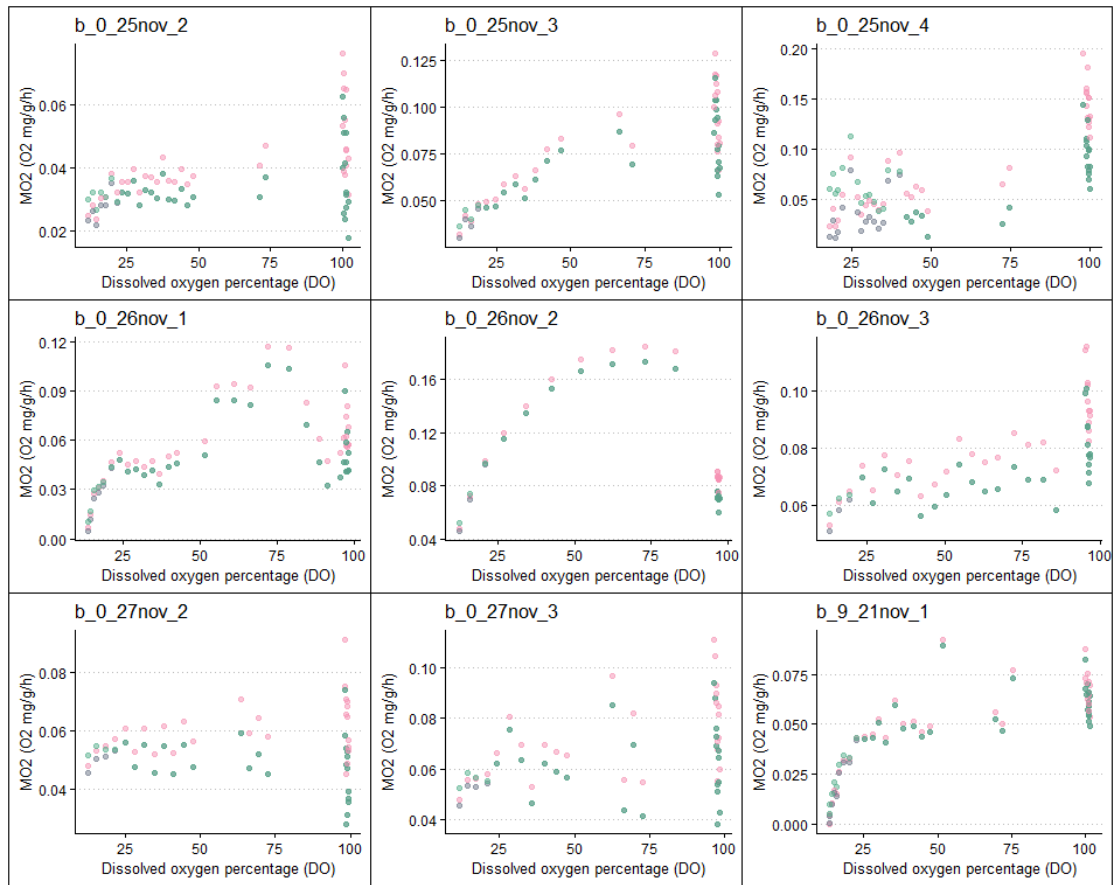 b_0_25nov_2
MO2 (O2 mg/g/h)
0.06
0.04
0.02
25
50
75
100
Dissolved oxygen percentage (DO)
b_0_25nov_3
MO2 (O2 mg/g/h)
0.125
0.100
0.075
0.050
25
50
75
100
Dissolved oxygen percentage (DO)
b_0_25nov_4
MO2 (O2 mg/g/h)
0.20
0.15
0.10
0.05
0.00
25
50
75
100
Dissolved oxygen percentage (DO)
b_0_26nov_1
MO2 (O2 mg/g/h)
0.12
0.09
0.06
0.03
0.00
25
50
75
100
Dissolved oxygen percentage (DO)
b_0_26nov_2
MO2 (O2 mg/g/h)
0.16
0.12
0.08
0.04
25
50
75
100
Dissolved oxygen percentage (DO)
b_0_26nov_3
MO2 (O2 mg/g/h)
0.10
0.08
0.06
25
50
75
100
Dissolved oxygen percentage (DO)
b_0_27nov_2
MO2 (O2 mg/g/h)
0.08
0.06
0.04
25
50
75
100
Dissolved oxygen percentage (DO)
b_0_27nov_3
MO2 (O2 mg/g/h)
0.10
0.08
0.06
0.04
25
50
75
100
Dissolved oxygen percentage (DO)
b_9_21nov_1
MO2 (O2 mg/g/h)
0.075
0.050
0.025
0.000
25
50
75
100
Dissolved oxygen percentage (DO)